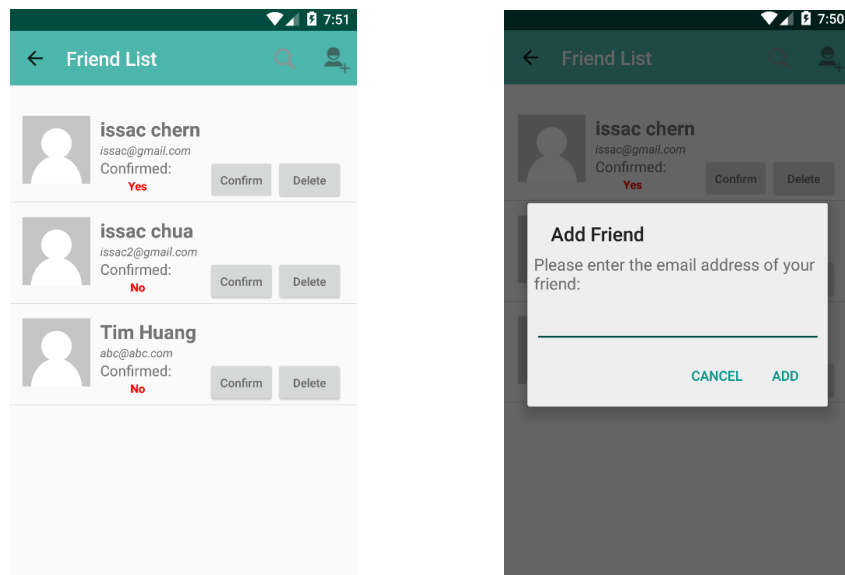 7:51
Friend List
issac chern
issac@gmail.com
Confirmed:
Yes
Confirm
Delete
issac chua
issac2@gmail.com
Confirmed:
No
Confirm
Delete
Tim Huang
abc@abc.com
Confirmed:
No
Confirm
Delete
7:50
Friend List
issac chern
issac@gmail.com
Confirmed:
Yes
Confirm
Delete
Add Friend
Please enter the email address of your
friend:
CANCEL
ADD